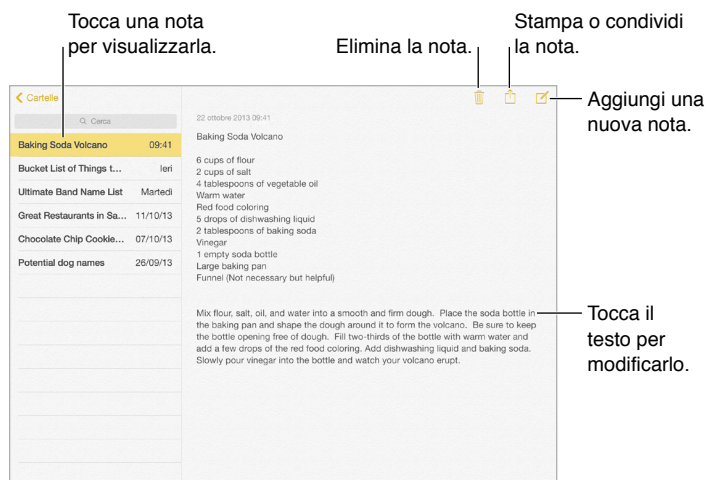 Tocca una nota
per visualizzarla.
Elimina la nota.
Stampa o condividi
la nota.
Aggiungi una
nuova nota.
Cartelle
Cerca
Baking Soda Volcano 09:41
Bucket List of Things t... Ieri
Ultimate Band Name List Martedì
Great Restaurants in Sa... 11/10/13
Chocolate Chip Cookie... 07/10/13
Potential dog names 26/09/13
22 ottobre 2013 09:41
Baking Soda Volcano
6 cups of flour
2 cups of salt
4 tablespoons of vegetable oil
Warm water
Red food coloring
5 drops of dishwashing liquid
2 tablespoons of baking soda
Vinegar
1 empty soda bottle
Large baking pan
Funnel (Not necessary but helpful)
Mix flour, salt, oil, and water into a smooth and firm dough. Place the soda bottle in
the baking pan and shape the dough around it to form the volcano. Be sure to keep
the bottle opening free of dough. Fill two-thirds of the bottle with warm water and
add a few drops of the red food coloring. Add dishwashing liquid and baking soda.
Slowly pour vinegar into the bottle and watch your volcano erupt.
Tocca il
testo per
modificarlo.